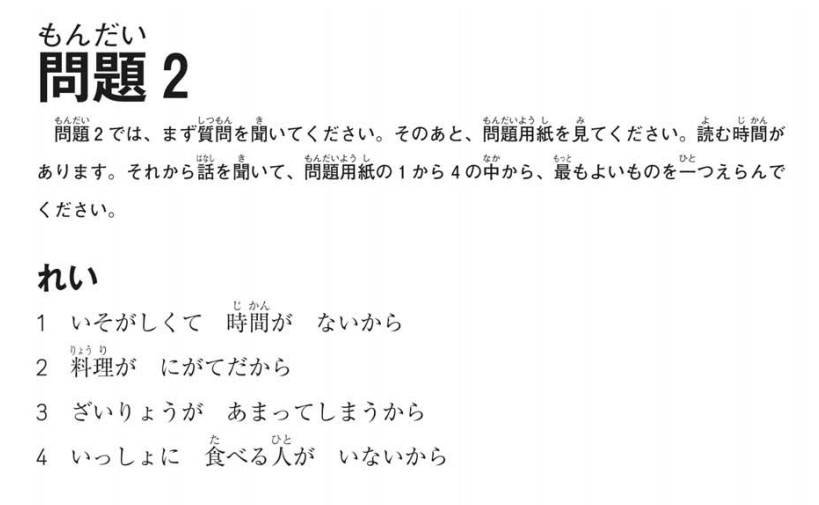 問題2
問題2では、まず質問を聞いてください。そのあと、問題用紙を見てください。読む時間が
あります。それから話を聞いて、問題用紙の1から4の中から、最もよいものを一つえらんで
ください。
れい
1 いそがしくて 時間が ないから
2 料理が にがてだから
3 ざいりょうが あまってしまうから
4 いっしょに 食べる人が いないから